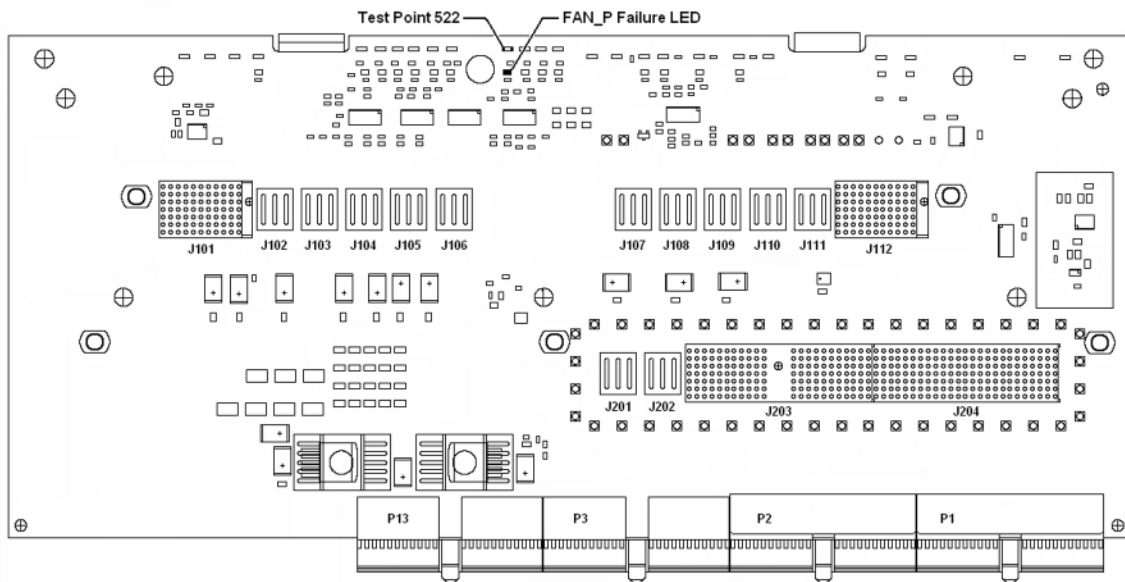 Test Point 522 FAN_P Failure LED
J101 J102 J103 J104 J105 J106 J107 J108 J109 J110 J111 J112
J201 J202 J203 J204
P13 P3 P2 P1